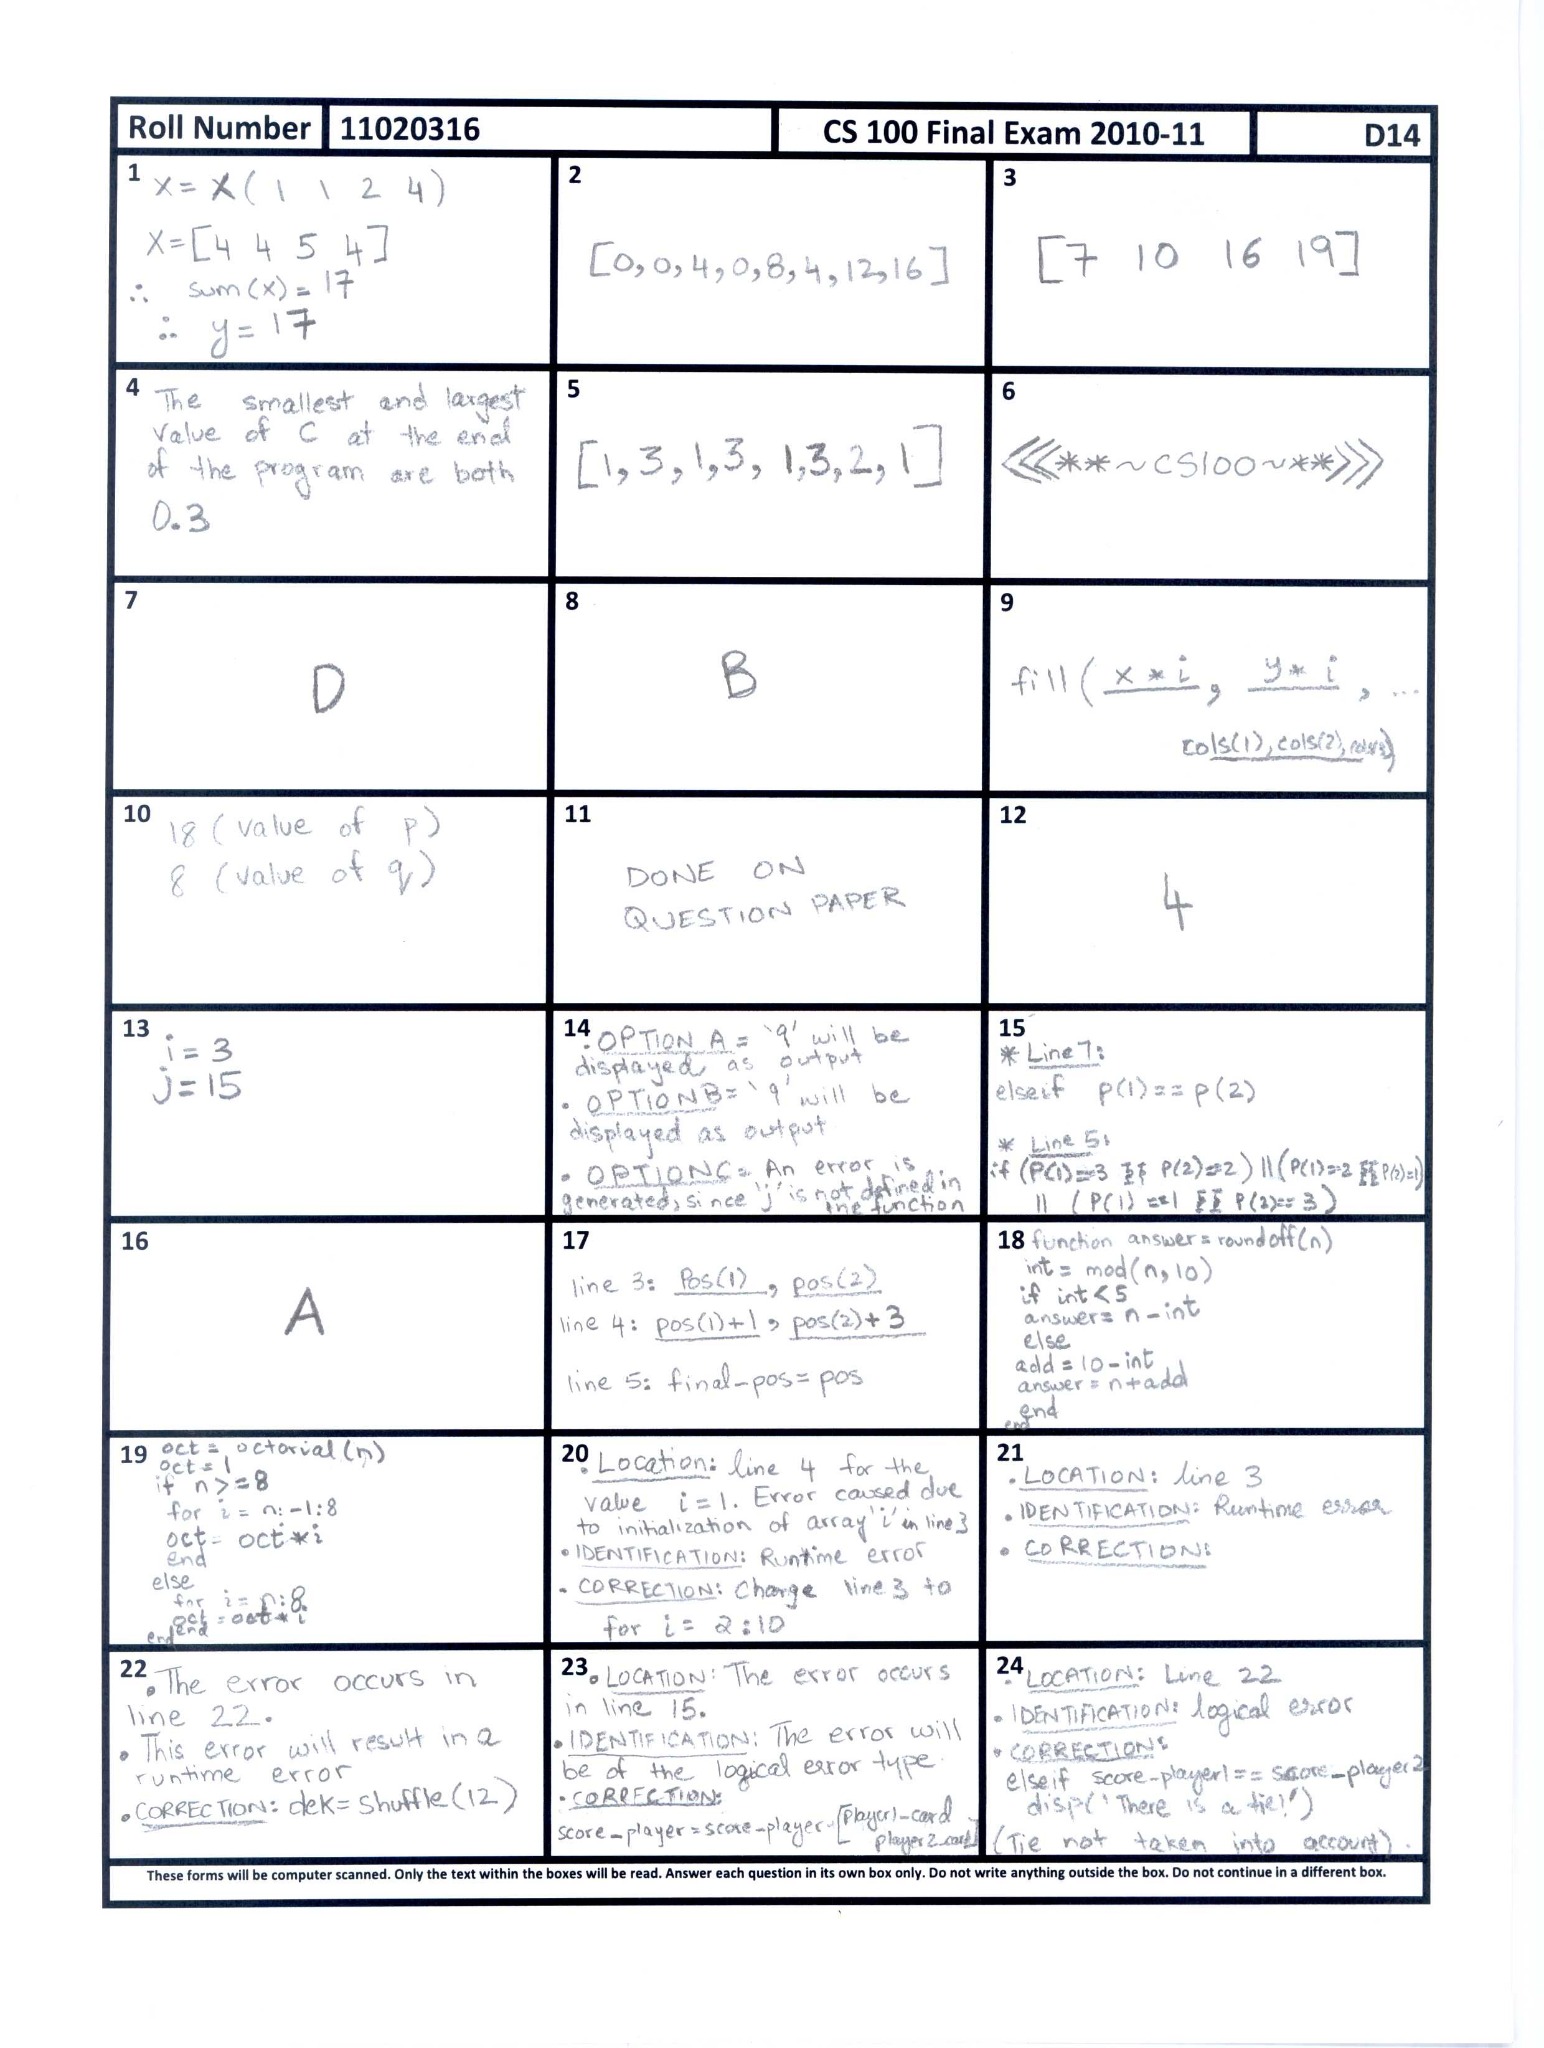 Roll Number 11020316 CS 100 Final Exam 2010-11 D14
1 x = x(1 1 2 4)
x=[4 4 5 4]
∴ sum(x) = 17
∴ y = 17
2
[0,0,4,0,8,4,12,16]
3
[7 10 16 19]
4 The smallest and largest
value of C at the end
of the program are both
0.3
5
[1,3,1,3,1,3,2,1]
6
<<<**~CS100~**>>>
7
D
8
B
9
fill(x*i, y*i, ...
cols(1), cols(2), cols(3))
10 18 (value of p)
8 (value of q)
11
DONE ON
QUESTION PAPER
12
4
13 i = 3
j = 15
14 . OPTION A = '9' will be
displayed as output
• OPTION B= '9' will be
displayed as output
• OPTION C= An error is
generated, since 'j' is not defined in
the function
15
* Line 7:
elseif p(1)==p(2)
* Line 5:
if (P(1)==3 && P(2)==2) || (P(1)==2 && P(2)=1)
|| (P(1)==1 && P(2)==3)
16
A
17
line 3: Pos(1), pos(2)
line 4: pos(1)+1, pos(2)+3
line 5: final-pos= pos
18 function answer = roundoff(n)
int = mod(n,10)
if int<5
answer= n-int
else
add = 10-int
answer = n+add
end
end
19 oct = octorial(n)
oct = 1
if n>=8
for i = n:-1:8
oct= oct*i
end
else
for i = n:8
oct = oct*i
end
end
20 . Location: line 4 for the
value i=1. Error caused due
to initialization of array 'i' in line 3
• IDENTIFICATION: Runtime error
• CORRECTION: Change line 3 to
for i = 2:10
21
• LOCATION: line 3
• IDENTIFICATION: Runtime error
• CORRECTION:
22 . The error occurs in
line 22.
• This error will result in a
runtime error
• CORRECTION: dek= shuffle(12)
23 . LOCATION: The error occurs
in line 15.
• IDENTIFICATION: The error will
be of the logical error type.
• CORRECTION:
score_player = score_player-[player1-card
player2_card]
24 . LOCATION: Line 22
• IDENTIFICATION: logical error
• CORRECTION:
elseif score-player1 == score_player2
disp('There is a tie!')
(Tie not taken into account).
These forms will be computer scanned. Only the text within the boxes will be read. Answer each question in its own box only. Do not write anything outside the box. Do not continue in a different box.